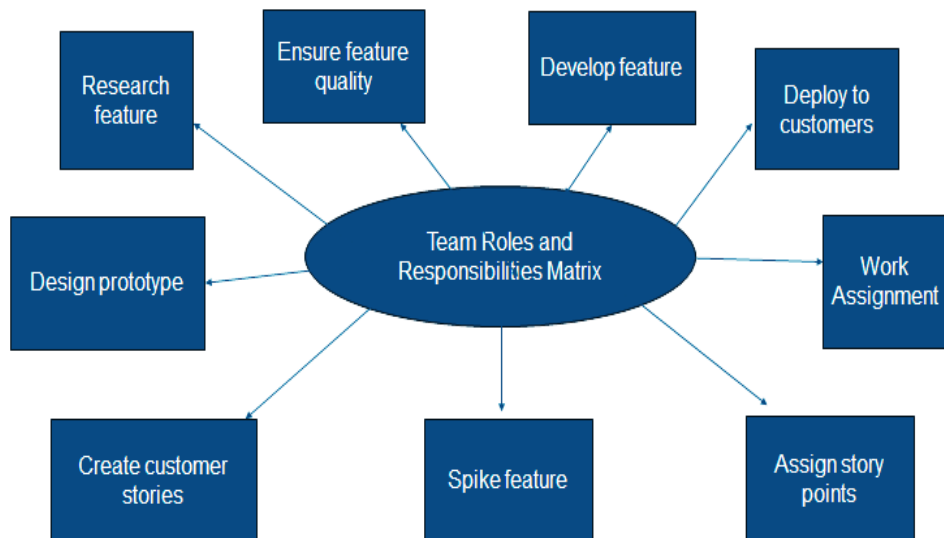 Research
feature
Ensure feature
quality
Develop feature
Deploy to
customers
Team Roles and
Responsibilities Matrix
Design prototype
Work
Assignment
Create customer
stories
Spike feature
Assign story
points